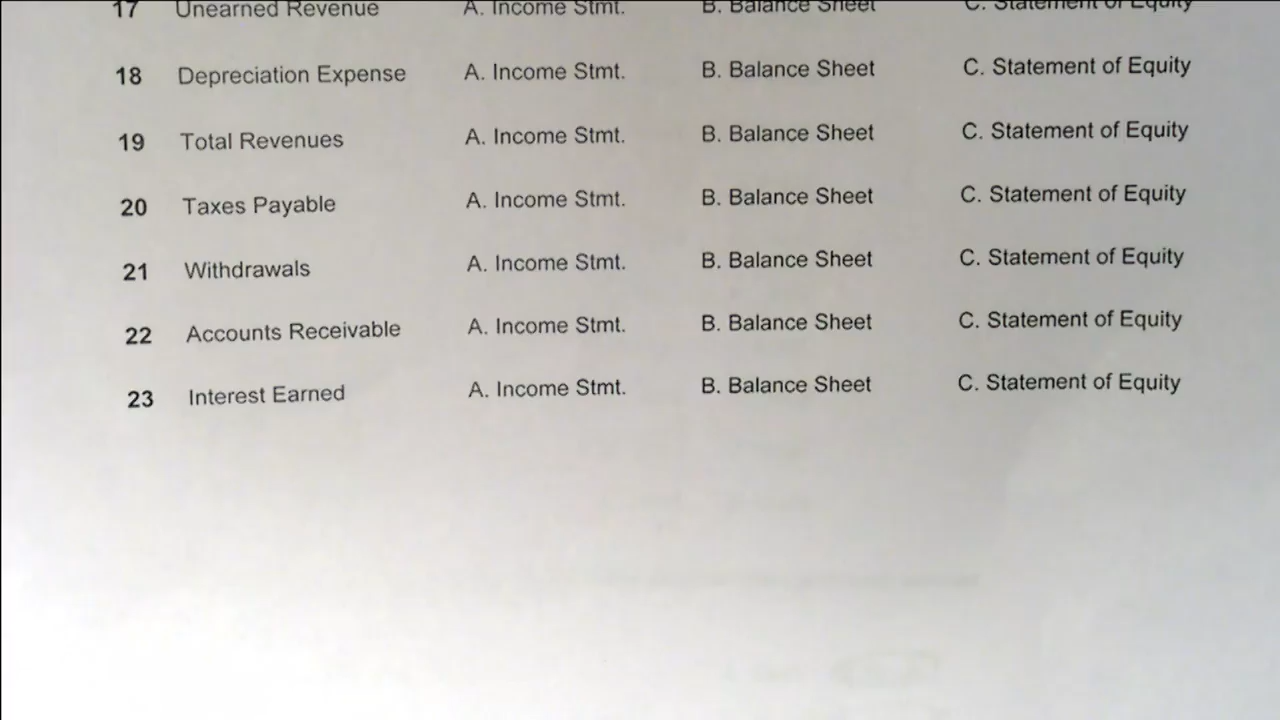 17 Unearned Revenue A. Income Stmt. B. Balance Sheet C. Statement of Equity
18 Depreciation Expense A. Income Stmt. B. Balance Sheet C. Statement of Equity
19 Total Revenues A. Income Stmt. B. Balance Sheet C. Statement of Equity
20 Taxes Payable A. Income Stmt. B. Balance Sheet C. Statement of Equity
21 Withdrawals A. Income Stmt. B. Balance Sheet C. Statement of Equity
22 Accounts Receivable A. Income Stmt. B. Balance Sheet C. Statement of Equity
23 Interest Earned A. Income Stmt. B. Balance Sheet C. Statement of Equity